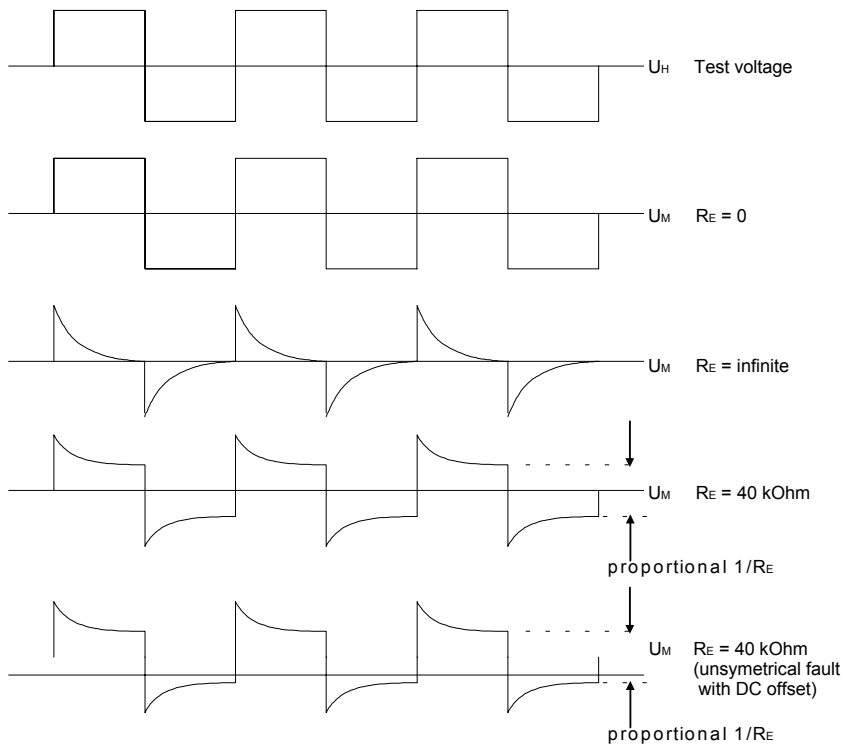 UH Test voltage
UM RE = 0
UM RE = infinite
UM RE = 40 kOhm
proportional 1/RE
UM RE = 40 kOhm
(unsymetrical fault
with DC offset)
proportional 1/RE